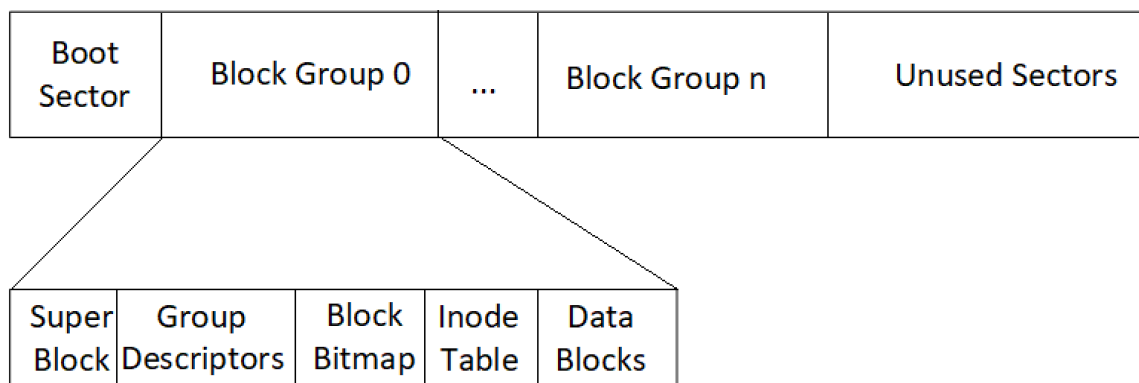 Boot
Sector
Block Group 0
...
Block Group n
Unused Sectors
Super
Block
Group
Descriptors
Block
Bitmap
Inode
Table
Data
Blocks